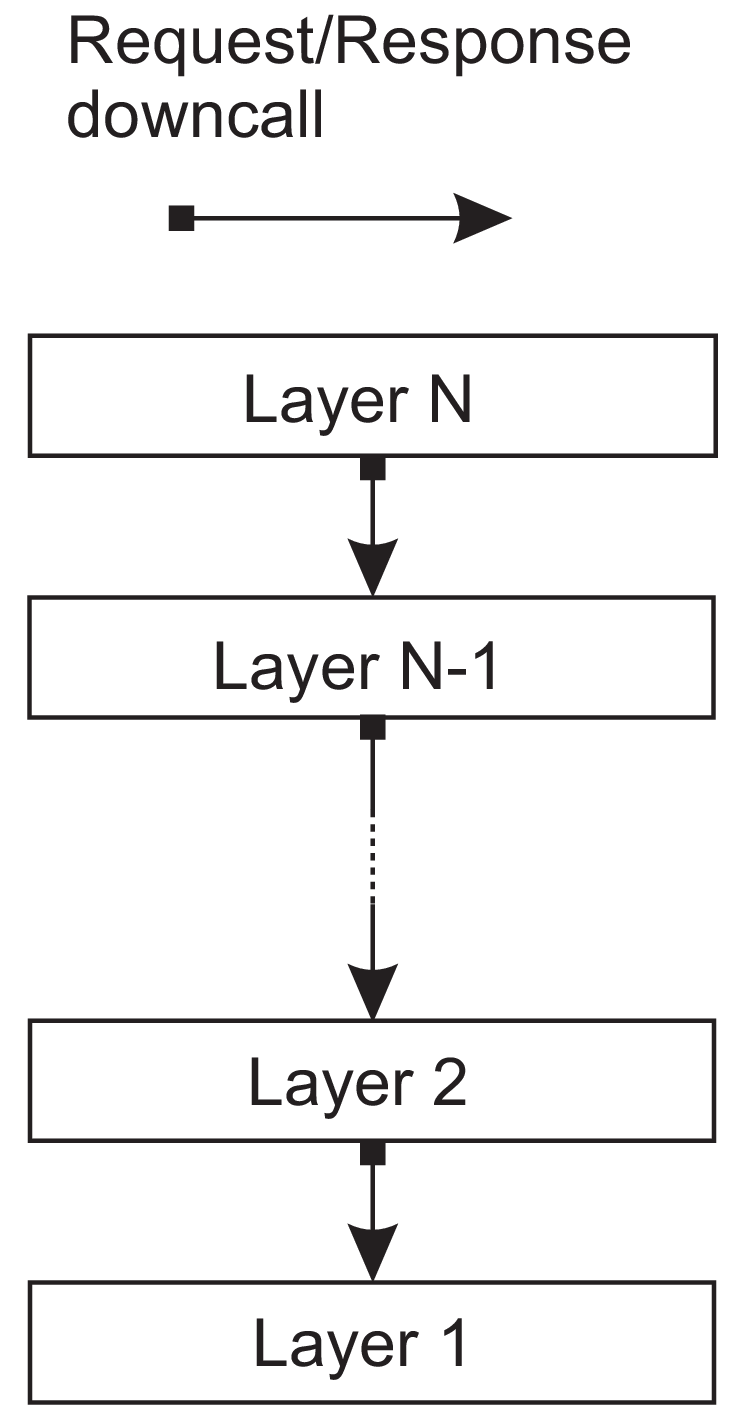 Request/Response
downcall
Layer N
Layer N-1
Layer 2
Layer 1